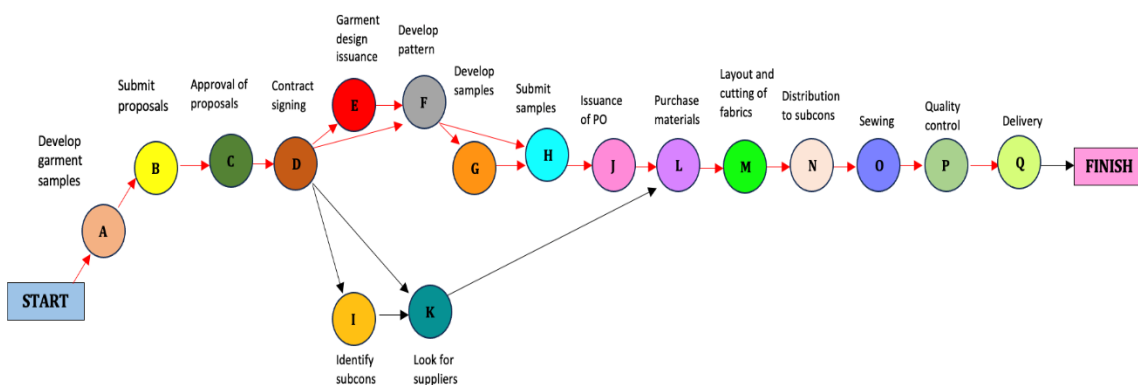 Develop
garment
samples
Submit
proposals
Approval of
proposals
Contract
signing
Garment
design
issuance
Develop
pattern
Develop
samples
Submit
samples
Issuance
of PO
Purchase
materials
Layout and
cutting of
fabrics
Distribution
to subcons
Sewing
Quality
control
Delivery
START
A
B
C
D
E
F
G
H
J
L
M
N
O
P
Q
FINISH
I
K
Identify
subcons
Look for
suppliers